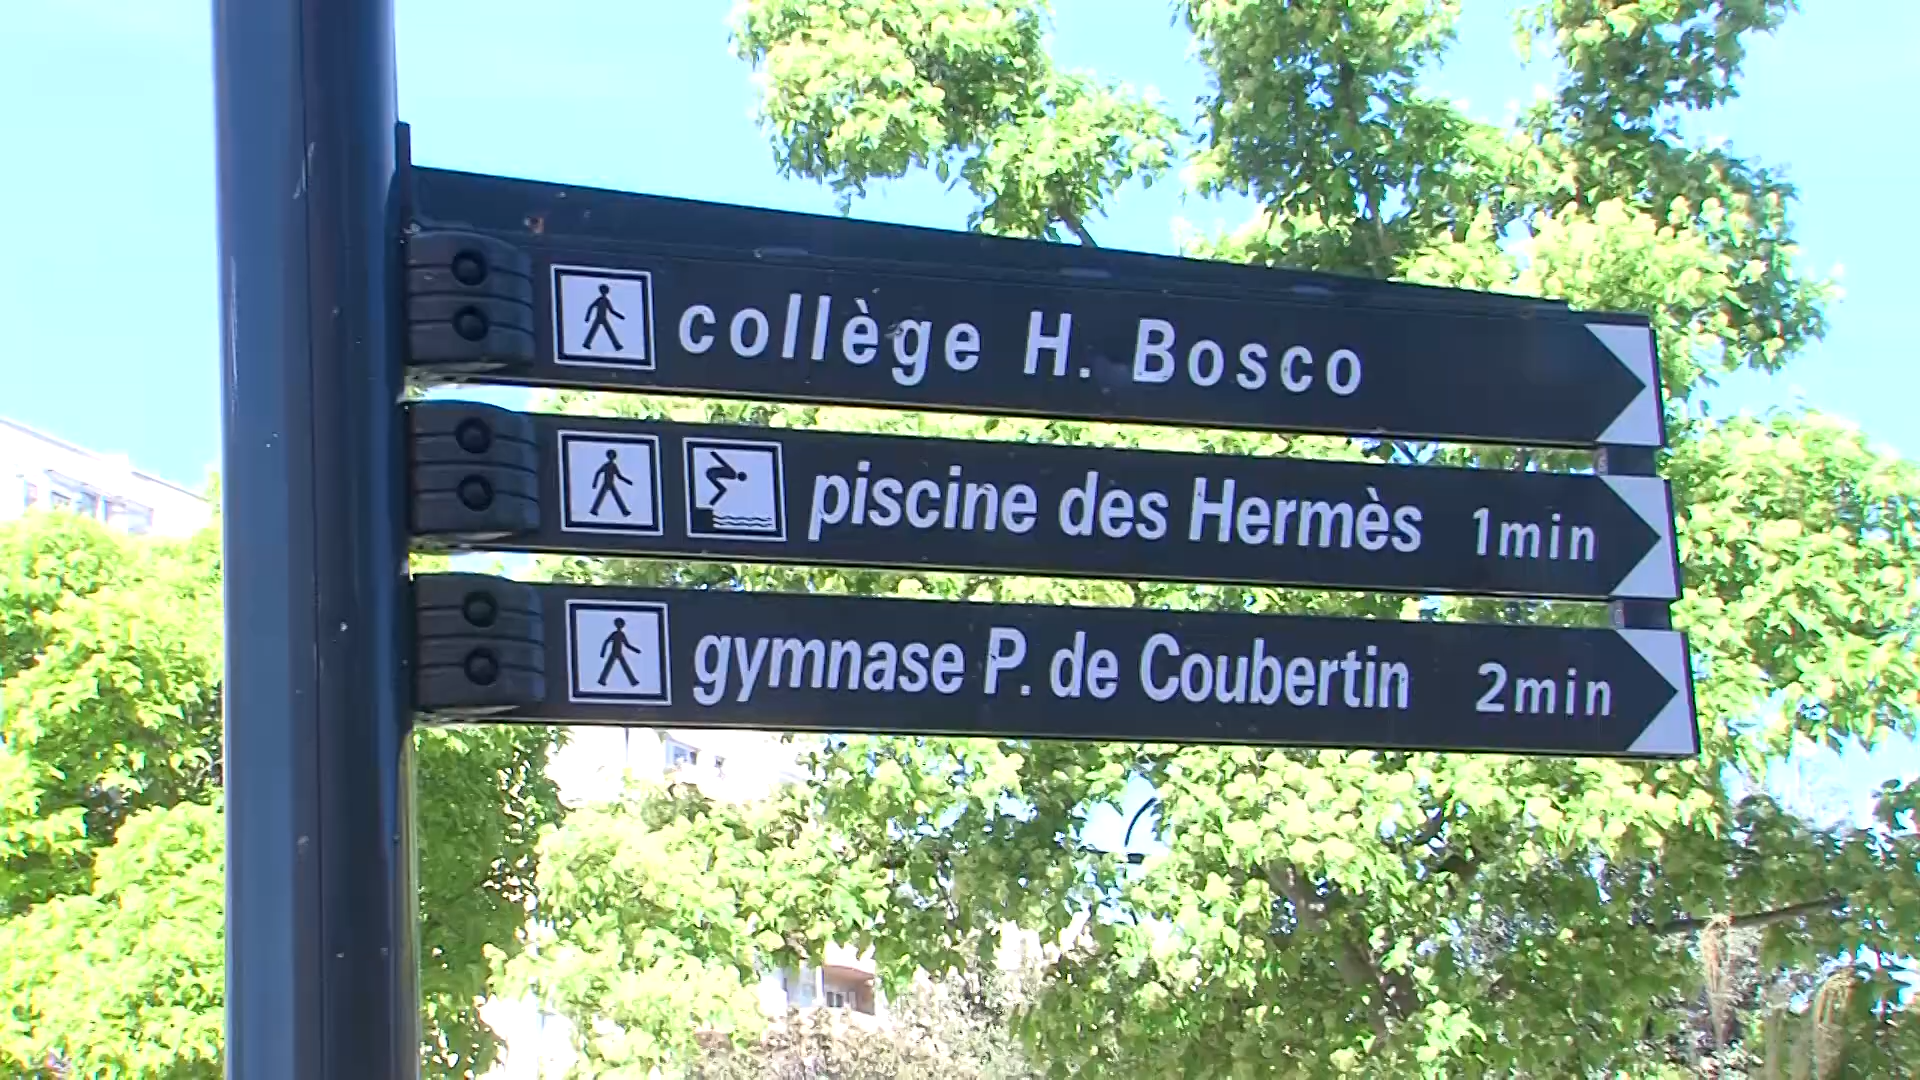 collège H. Bosco
piscine des Hermès 1min
gymnase P. de Coubertin 2min